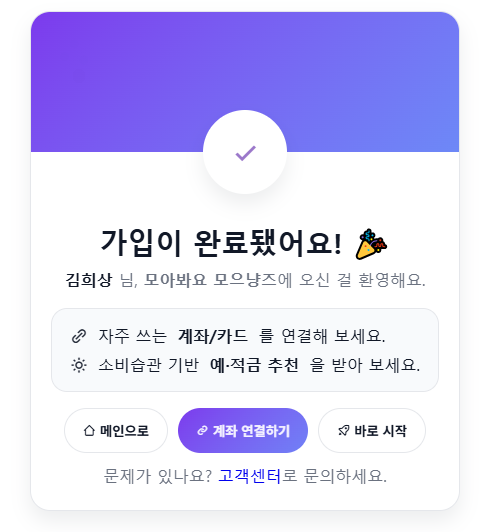 가입이 완료됐어요! 🎉
김희상 님, 모아봐요 모으냥즈에 오신 걸 환영해요.
자주 쓰는 계좌/카드 를 연결해 보세요.
소비습관 기반 예·적금 추천 을 받아 보세요.
메인으로
계좌 연결하기
바로 시작
문제가 있나요? 고객센터로 문의하세요.